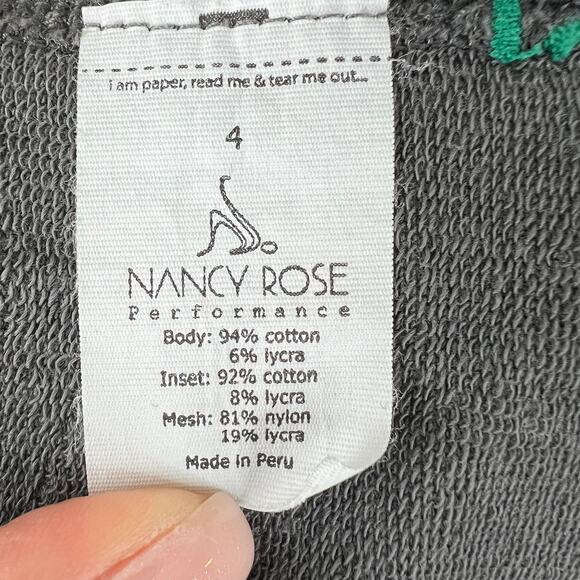 I am paper, read me & tear me out...
4
NANCY ROSE
Performance
Body: 94% cotton
6% lycra
Inset: 92% cotton
8% lycra
Mesh: 81% nylon
19% lycra
Made in Peru